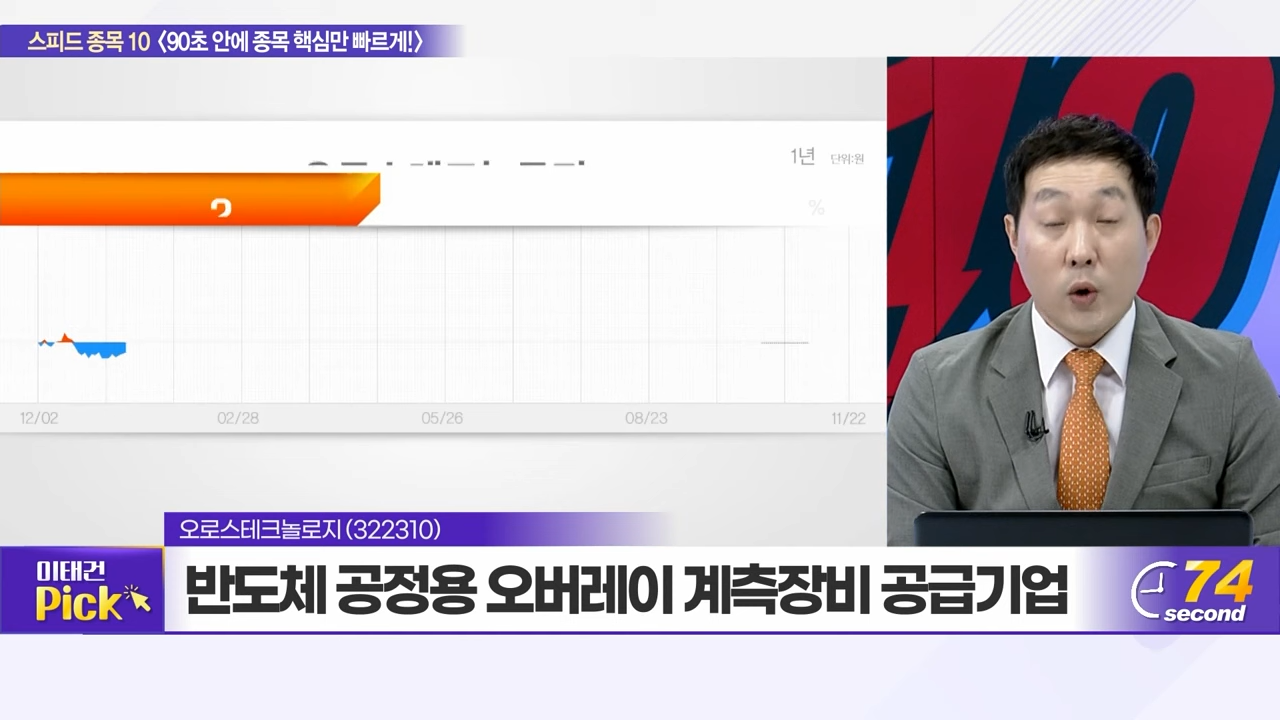 스피드 종목 10 <90초 안에 종목 핵심만 빠르게!>
1년 단위:원
%
12/02 02/28 05/26 08/23 11/22
오로스테크놀로지 (322310)
이태건
Pick
반도체 공정용 오버레이 계측장비 공급기업
74
second
10